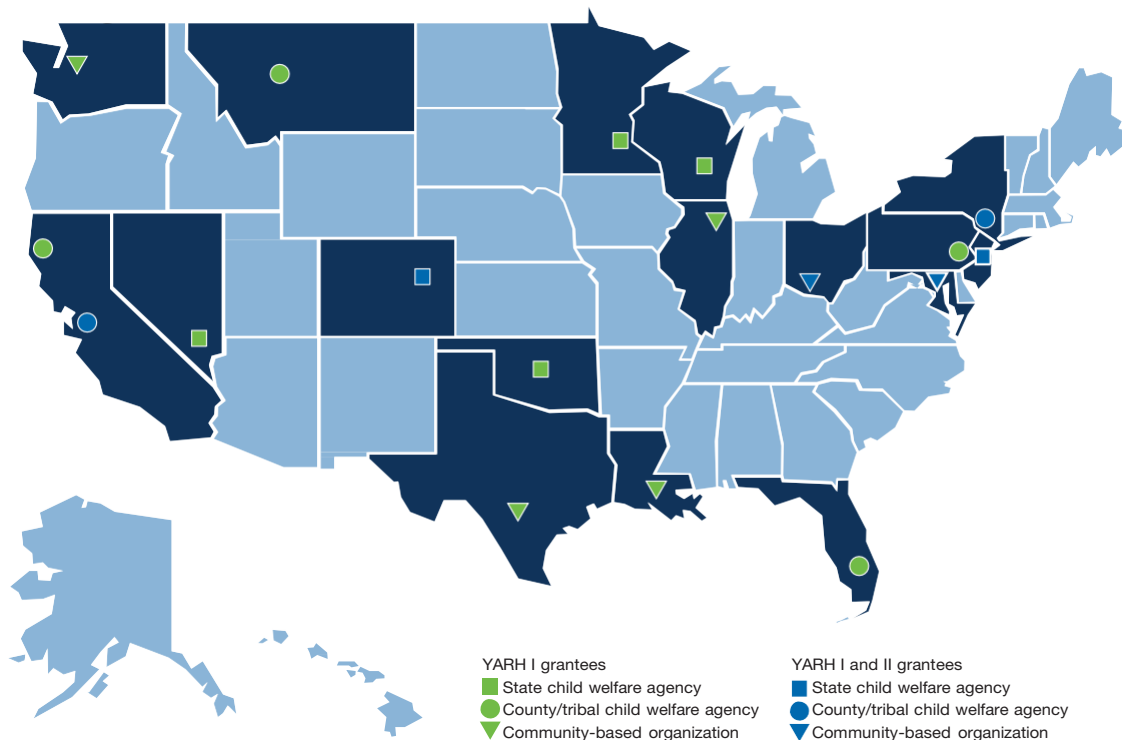 YARH I grantees
State child welfare agency
County/tribal child welfare agency
Community-based organization
YARH I and II grantees
State child welfare agency
County/tribal child welfare agency
Community-based organization